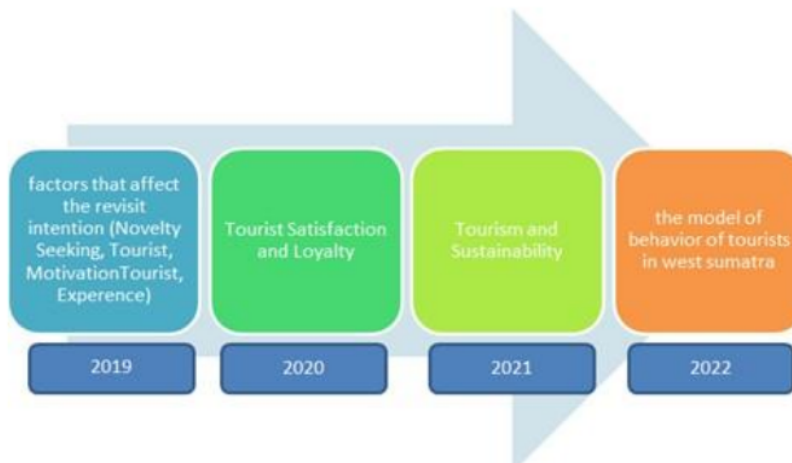 factors that affect
the revisit
intention (Novelty
Seeking, Tourist,
MotivationTourist,
Experence)
Tourist Satisfaction
and Loyalty
Tourism and
Sustainability
the model of
behavior of tourists
in west sumatra
2019
2020
2021
2022